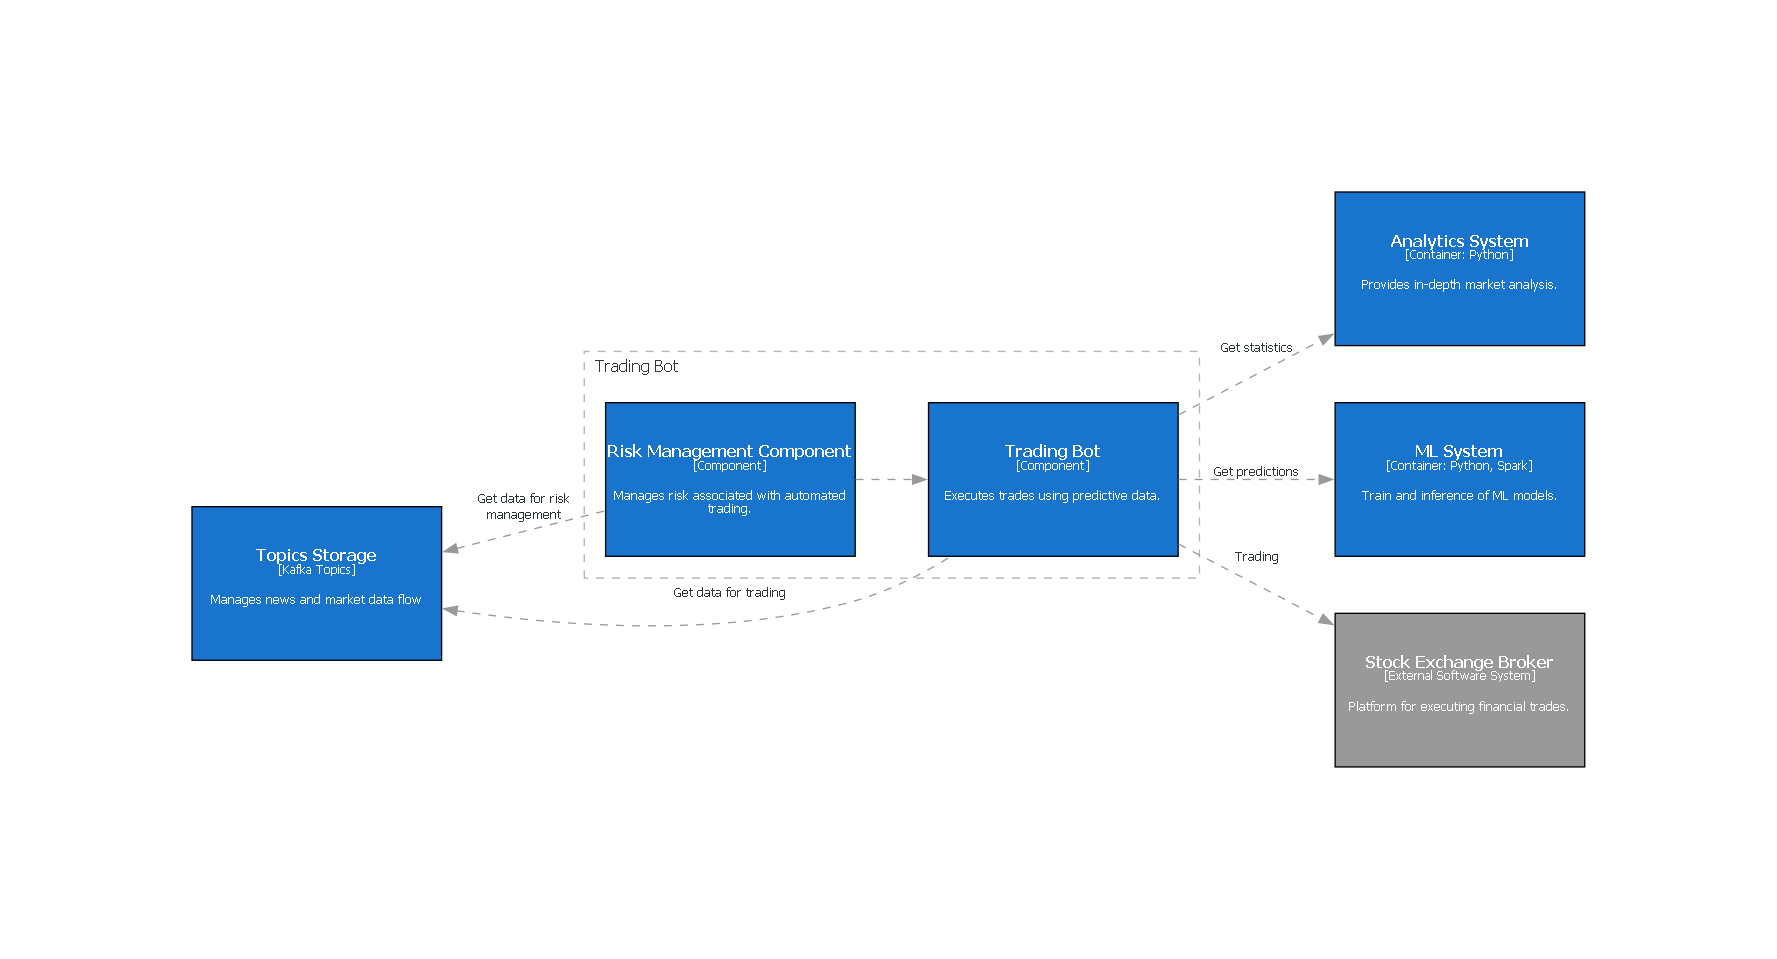 Analytics System
[Container: Python]
Provides in-depth market analysis.
Get statistics
Trading Bot
Risk Management Component
[Component]
Manages risk associated with automated
trading.
Trading Bot
[Component]
Executes trades using predictive data.
Get predictions
ML System
[Container: Python, Spark]
Train and inference of ML models.
Get data for risk
management
Topics Storage
[Kafka Topics]
Manages news and market data flow
Get data for trading
Trading
Stock Exchange Broker
[External Software System]
Platform for executing financial trades.